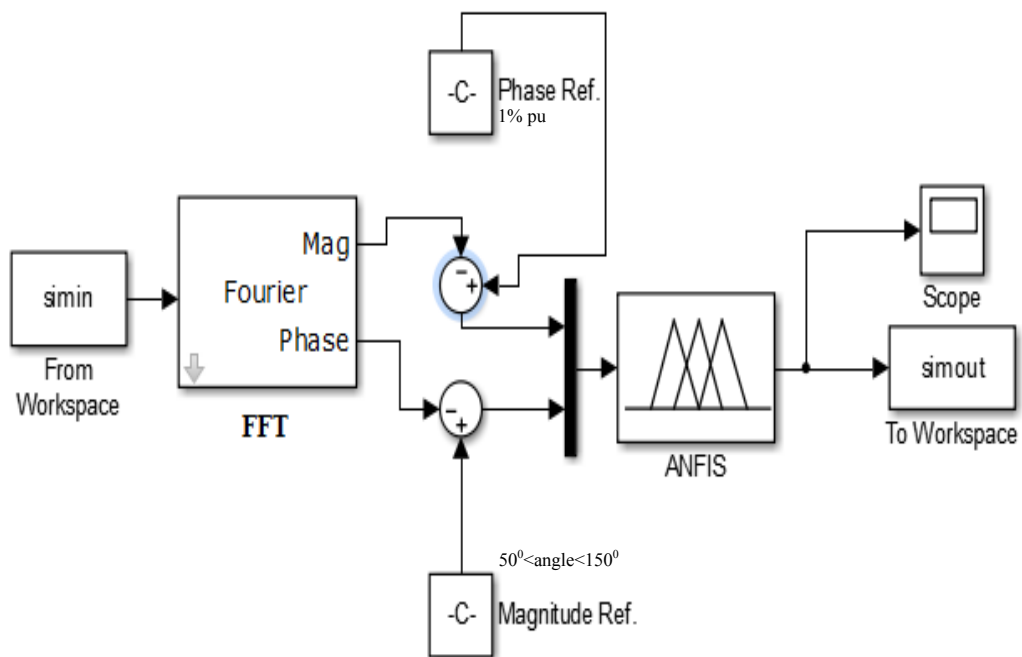 -C-
Phase Ref.
1% pu
Mag
simin
Fourier
Phase
From
Workspace
FFT
−
+
−
+
ANFIS
Scope
simout
To Workspace
50⁰<angle<150⁰
-C-
Magnitude Ref.